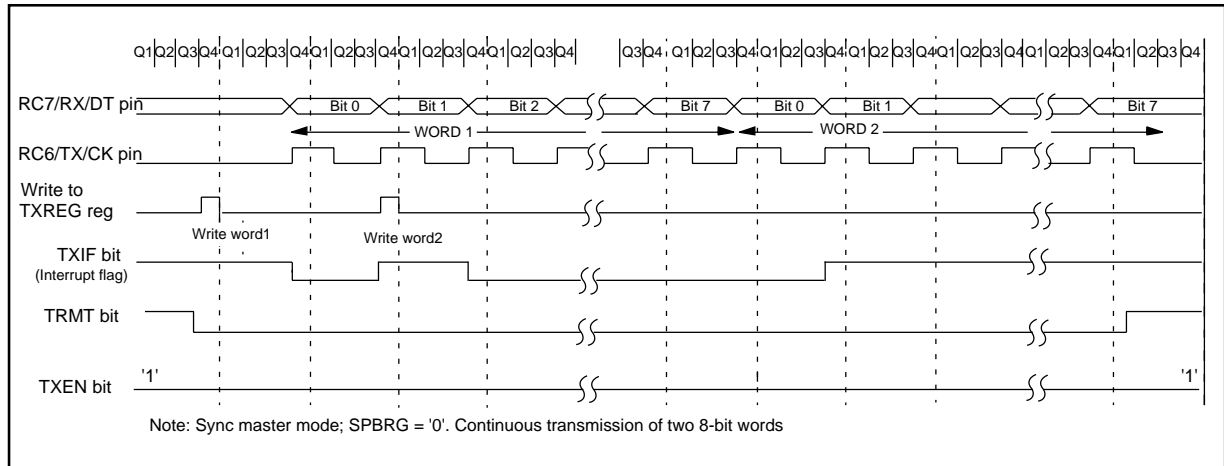 Q1|Q2|Q3|Q4|Q1|Q2|Q3|Q4|Q1|Q2|Q3|Q4|Q1|Q2|Q3|Q4|Q1|Q2|Q3|Q4 Q3|Q4|Q1|Q2|Q3|Q4|Q1|Q2|Q3|Q4|Q1|Q2|Q3|Q4|Q1|Q2|Q3|Q4|Q1|Q2|Q3|Q4|Q1|Q2|Q3 Q4
RC7/RX/DT pin Bit 0 Bit 1 Bit 2 Bit 7 Bit 0 Bit 1 Bit 7
WORD 1 WORD 2
RC6/TX/CK pin
Write to
TXREG reg
Write word1 Write word2
TXIF bit
(Interrupt flag)
TRMT bit
TXEN bit '1' '1'
Note: Sync master mode; SPBRG = '0'. Continuous transmission of two 8-bit words